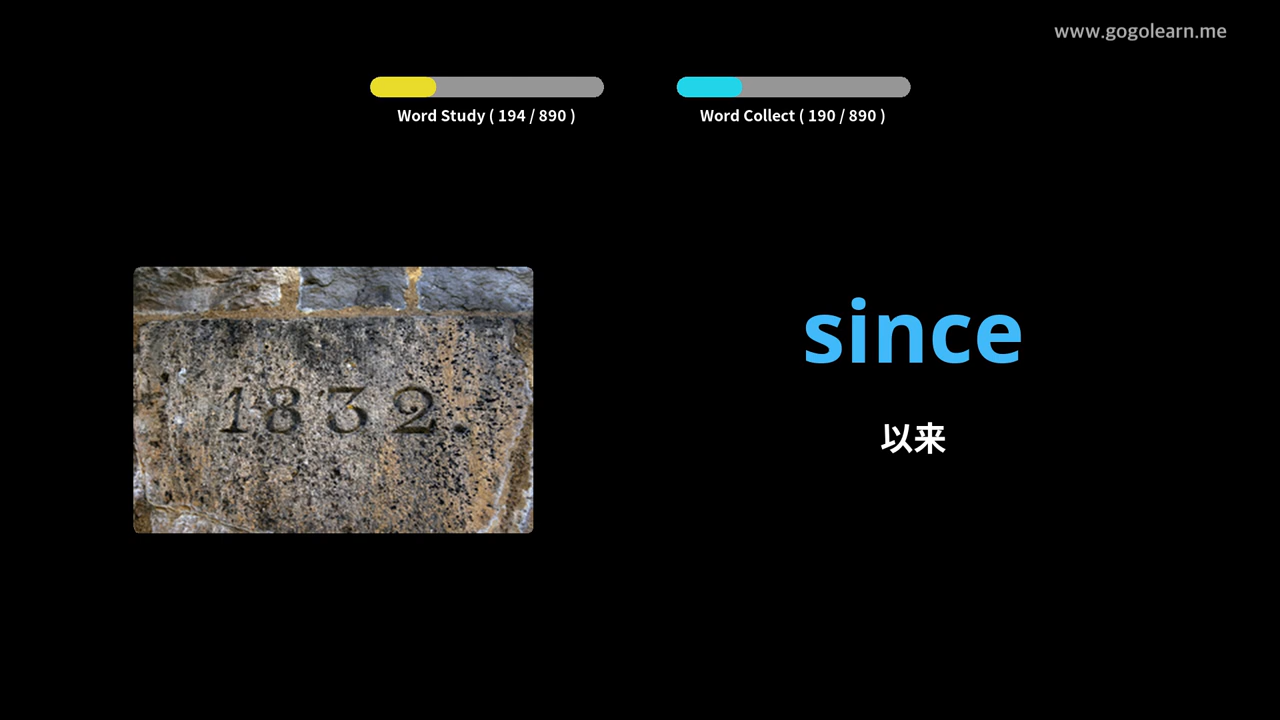 www.gogolearn.me
Word Study ( 194 / 890 )
Word Collect ( 190 / 890 )
1832.
since
以来